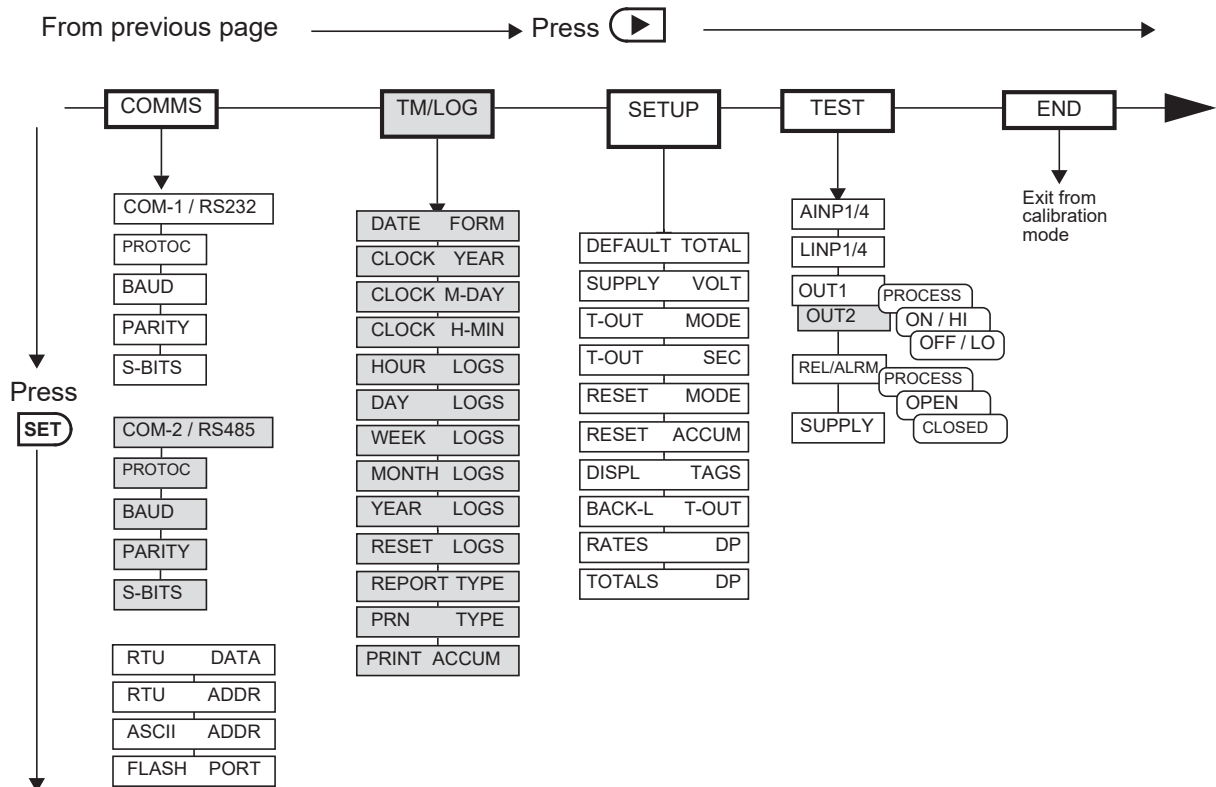 From previous page
Press
COMMS
TM/LOG
SETUP
TEST
END
Press
SET
COM-1 / RS232
PROTOC
BAUD
PARITY
S-BITS
COM-2 / RS485
PROTOC
BAUD
PARITY
S-BITS
RTU DATA
RTU ADDR
ASCII ADDR
FLASH PORT
DATE FORM
CLOCK YEAR
CLOCK M-DAY
CLOCK H-MIN
HOUR LOGS
DAY LOGS
WEEK LOGS
MONTH LOGS
YEAR LOGS
RESET LOGS
REPORT TYPE
PRN TYPE
PRINT ACCUM
DEFAULT TOTAL
SUPPLY VOLT
T-OUT MODE
T-OUT SEC
RESET MODE
RESET ACCUM
DISPL TAGS
BACK-L T-OUT
RATES DP
TOTALS DP
AINP1/4
LINP1/4
OUT1
OUT2
PROCESS
ON / HI
OFF / LO
REL/ALRM
PROCESS
OPEN
CLOSED
SUPPLY
Exit from
calibration
mode